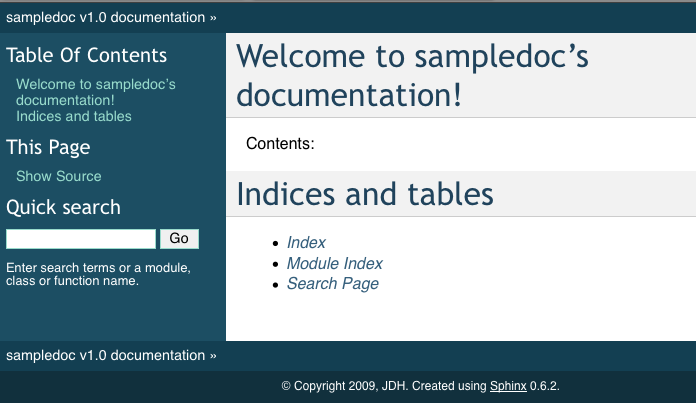 sampledoc v1.0 documentation »
Table Of Contents
Welcome to sampledoc’s
documentation!
Indices and tables
This Page
Show Source
Quick search
Go
Enter search terms or a module,
class or function name.
Welcome to sampledoc’s
documentation!
Contents:
Indices and tables
Index
Module Index
Search Page
sampledoc v1.0 documentation »
© Copyright 2009, JDH. Created using Sphinx 0.6.2.